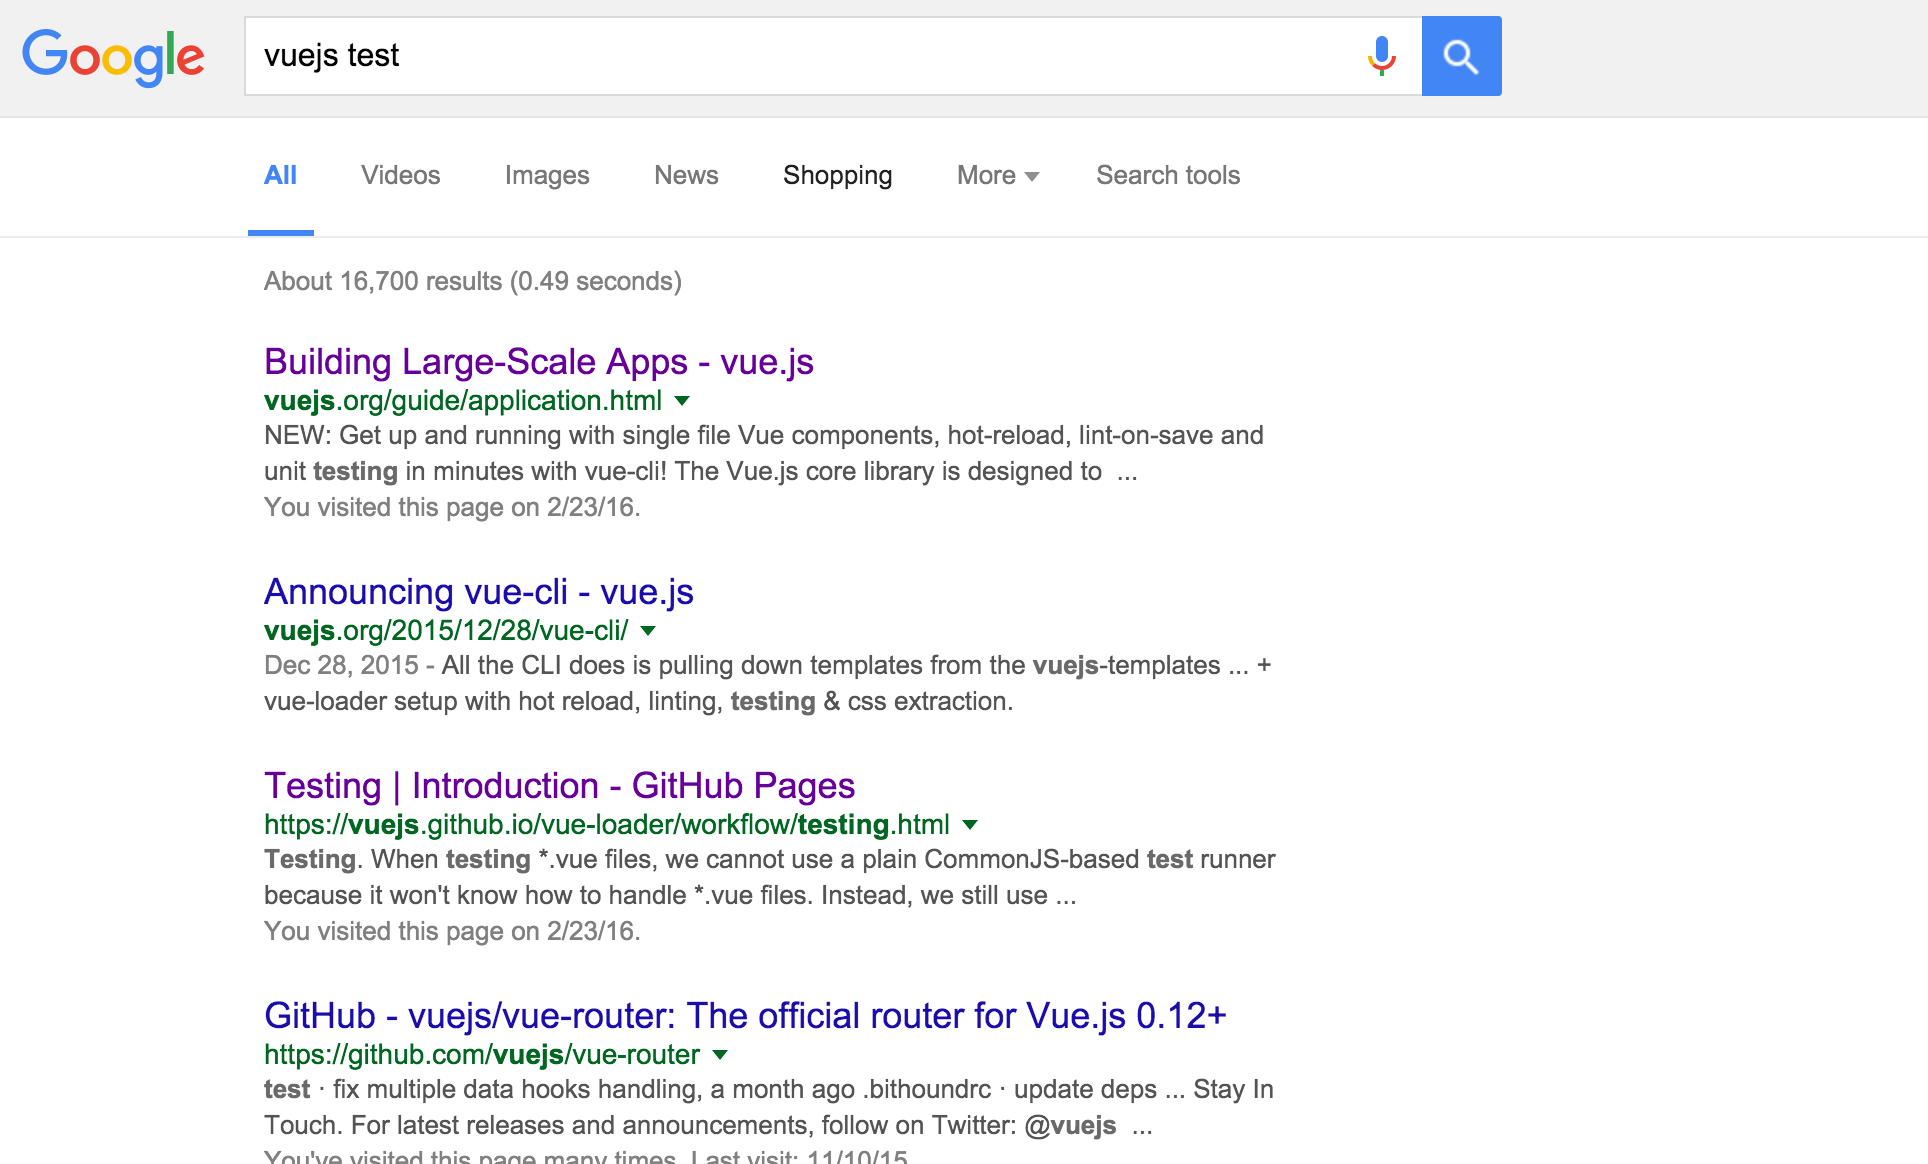 Google
vuejs test
All Videos Images News Shopping More Search tools
About 16,700 results (0.49 seconds)
Building Large-Scale Apps - vue.js
vuejs.org/guide/application.html
NEW: Get up and running with single file Vue components, hot-reload, lint-on-save and
unit testing in minutes with vue-cli! The Vue.js core library is designed to ...
You visited this page on 2/23/16.
Announcing vue-cli - vue.js
vuejs.org/2015/12/28/vue-cli/
Dec 28, 2015 - All the CLI does is pulling down templates from the vuejs-templates ... +
vue-loader setup with hot reload, linting, testing & css extraction.
Testing | Introduction - GitHub Pages
https://vuejs.github.io/vue-loader/workflow/testing.html
Testing. When testing *.vue files, we cannot use a plain CommonJS-based test runner
because it won't know how to handle *.vue files. Instead, we still use ...
You visited this page on 2/23/16.
GitHub - vuejs/vue-router: The official router for Vue.js 0.12+
https://github.com/vuejs/vue-router
test · fix multiple data hooks handling, a month ago .bithoundrc · update deps ... Stay In
Touch. For latest releases and announcements, follow on Twitter: @vuejs ...
You've visited this page many times. Last visit: 11/10/15